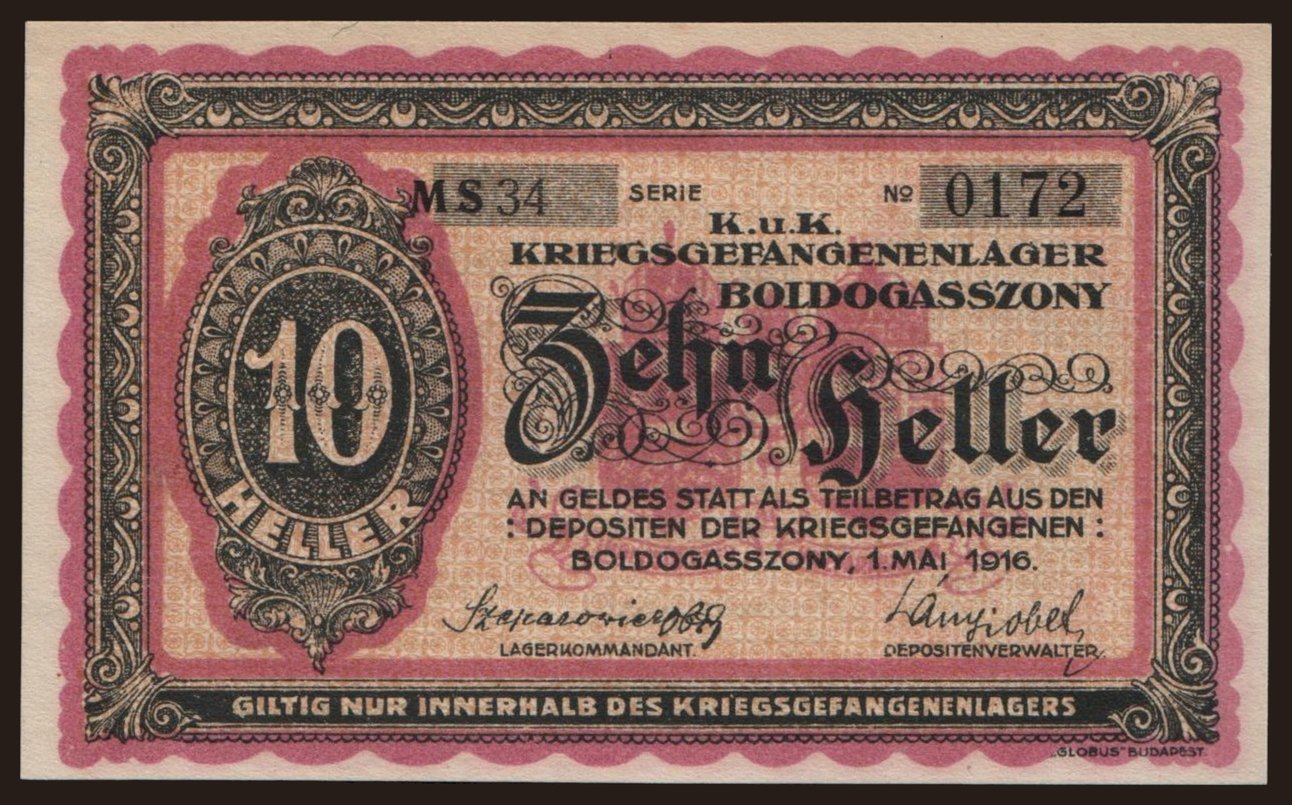 MS 34 SERIE № 0172
K.u.K.
KRIEGSGEFANGENENLAGER
BOLDOGASSZONY
Zehn
Heller
10
HELLER
AN GELDES STATT ALS TEILBETRAG AUS DEN
: DEPOSITEN DER KRIEGSGEFANGENEN :
BOLDOGASSZONY, 1. MAI 1916.
LAGERKOMMANDANT.
DEPOSITENVERWALTER.
GILTIG NUR INNERHALB DES KRIEGSGEFANGENENLAGERS
„GLOBUS" BUDAPEST.